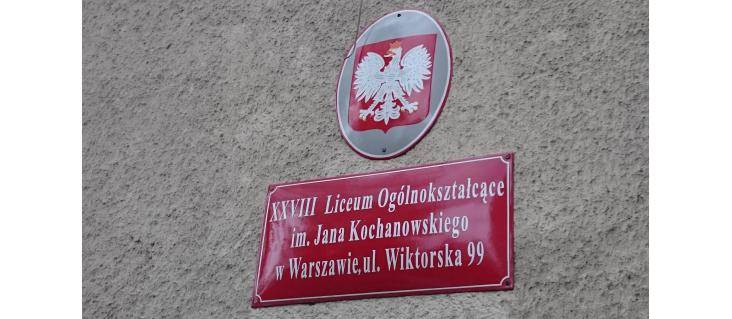 XXVIII Liceum Ogólnokształcące
im. Jana Kochanowskiego
w Warszawie, ul. Wiktorska 99